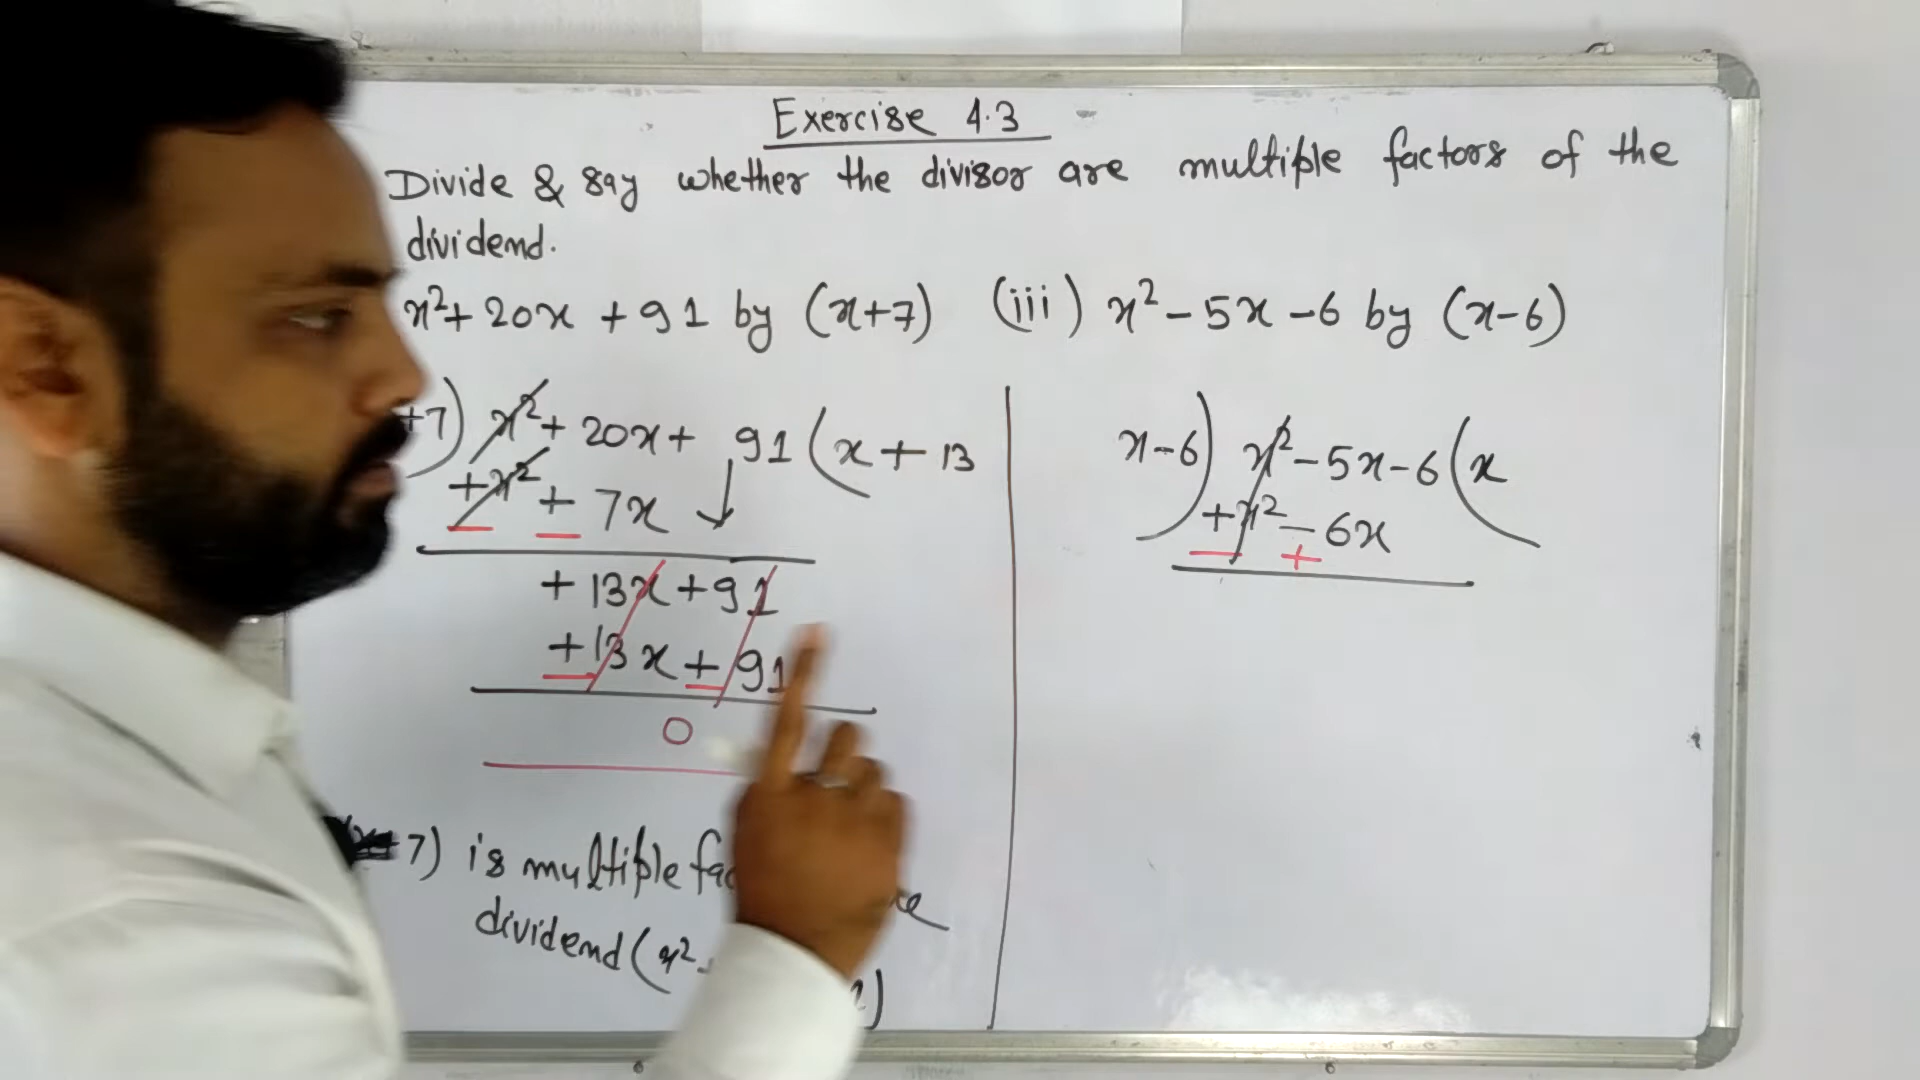 Exercise 4.3
Divide & say whether the divisor are multiple factors of the
dividend.
x²+ 20x + 91 by (x+7) (iii) x² - 5x - 6 by (x-6)
+7) x² + 20x + 91 (x + 13
+x² + 7x
+ 13x + 91
+13x + 91
0
7) is multiple
dividend (x²
x-6) x² - 5x - 6 (x
+x² - 6x
- +